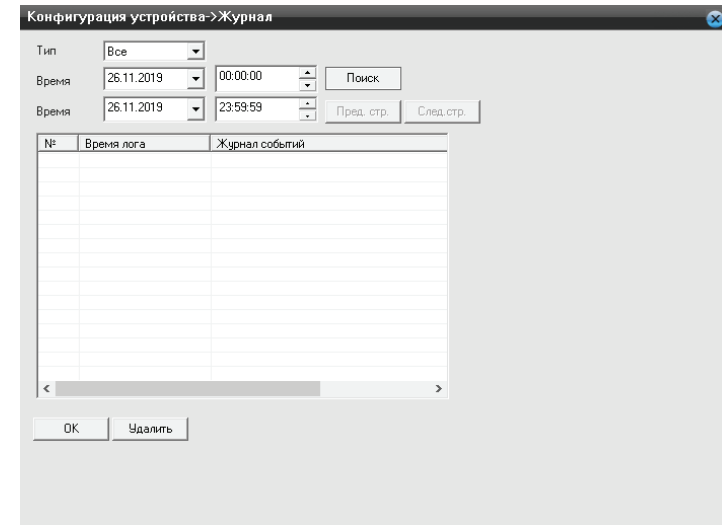 Конфигурация устройства->Журнал
Тип Все
Время 26.11.2019 00:00:00 Поиск
Время 26.11.2019 23:59:59 Пред. стр. След.стр.
№ Время лога Журнал событий
OK Удалить